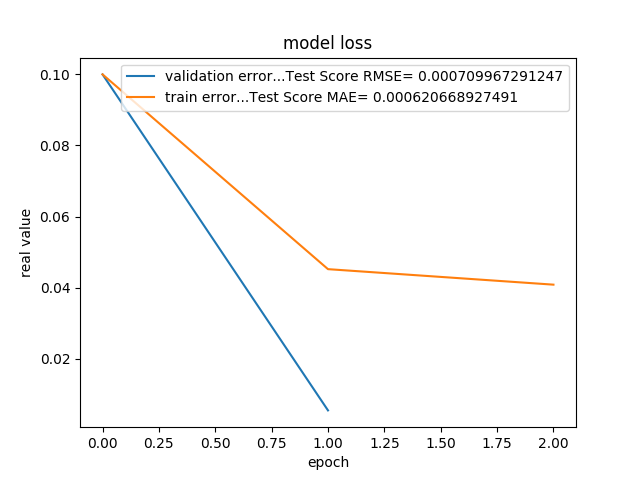 model loss
validation error...Test Score RMSE= 0.000709967291247
train error...Test Score MAE= 0.000620668927491
0.10
0.08
0.06
0.04
0.02
real value
0.00 0.25 0.50 0.75 1.00 1.25 1.50 1.75 2.00
epoch